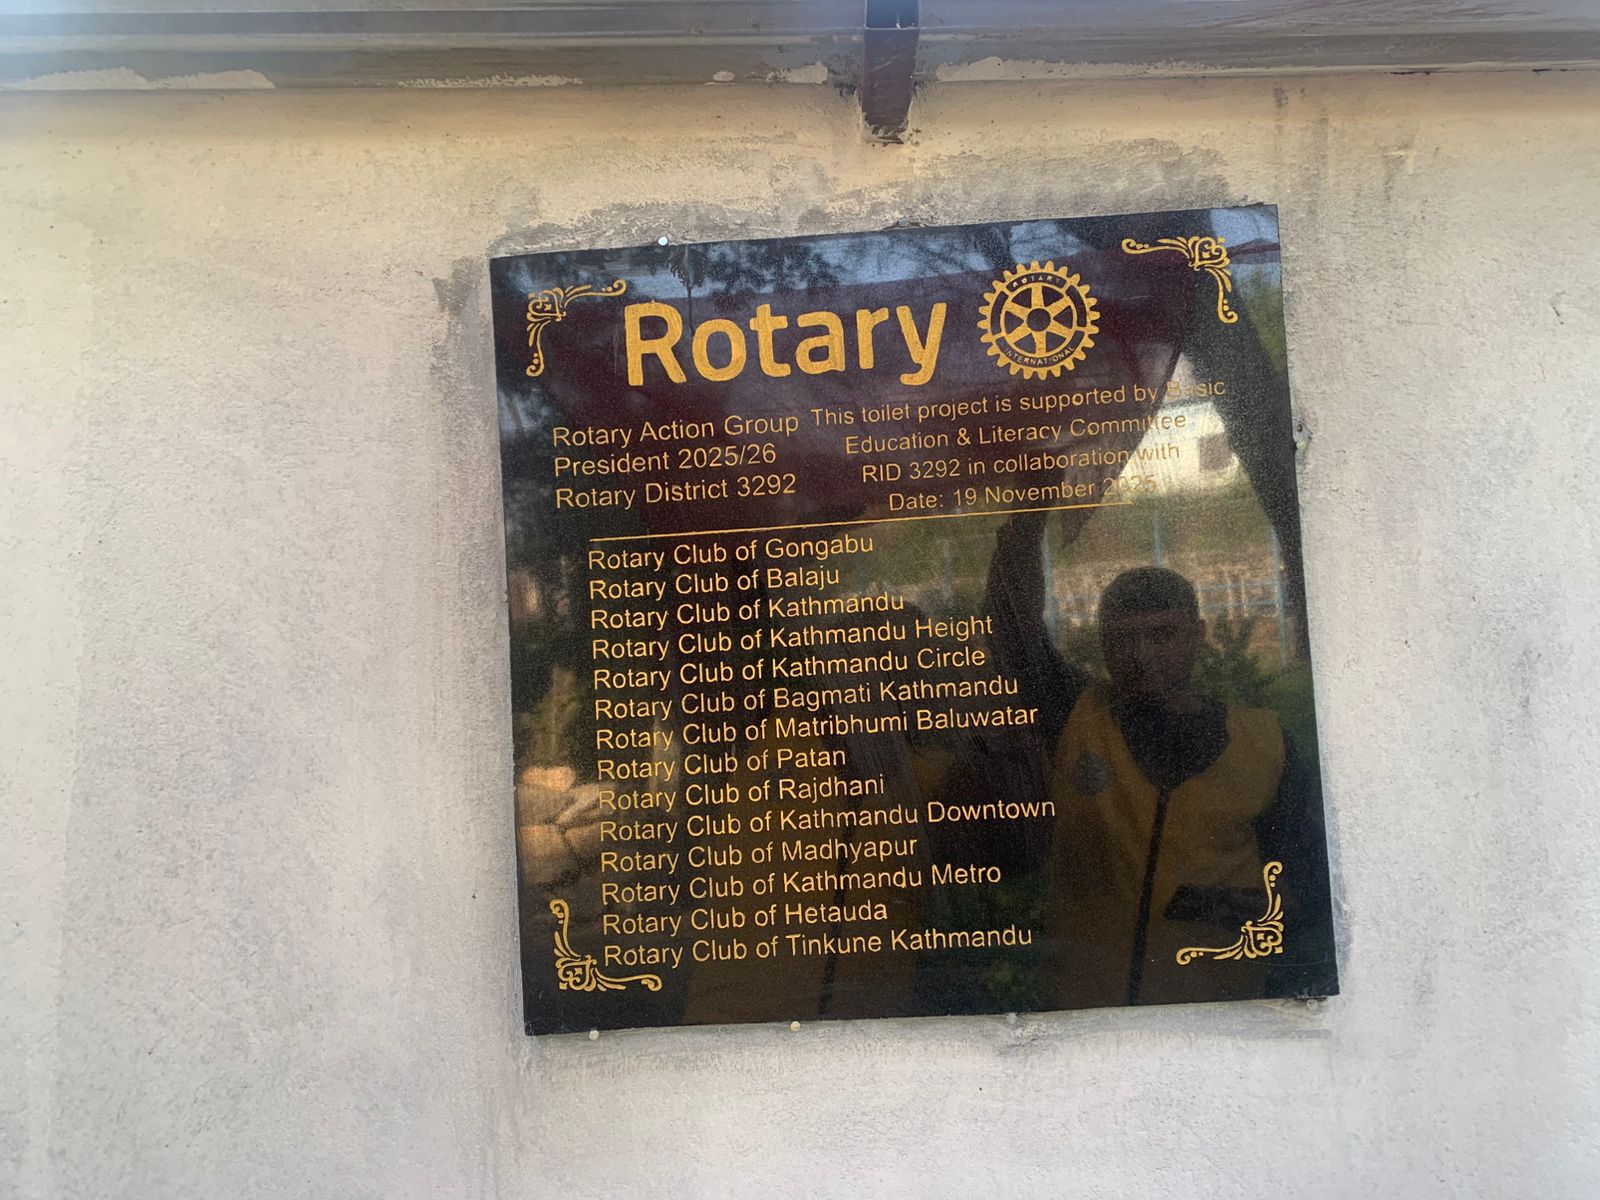 Rotary
ROTARY
INTERNATIONAL
Rotary Action Group
President 2025/26
Rotary District 3292
This toilet project is supported by Basic
Education & Literacy Committee
RID 3292 in collaboration with
Date: 19 November 2025
Rotary Club of Gongabu
Rotary Club of Balaju
Rotary Club of Kathmandu
Rotary Club of Kathmandu Height
Rotary Club of Kathmandu Circle
Rotary Club of Bagmati Kathmandu
Rotary Club of Matribhumi Baluwatar
Rotary Club of Patan
Rotary Club of Rajdhani
Rotary Club of Kathmandu Downtown
Rotary Club of Madhyapur
Rotary Club of Kathmandu Metro
Rotary Club of Hetauda
Rotary Club of Tinkune Kathmandu